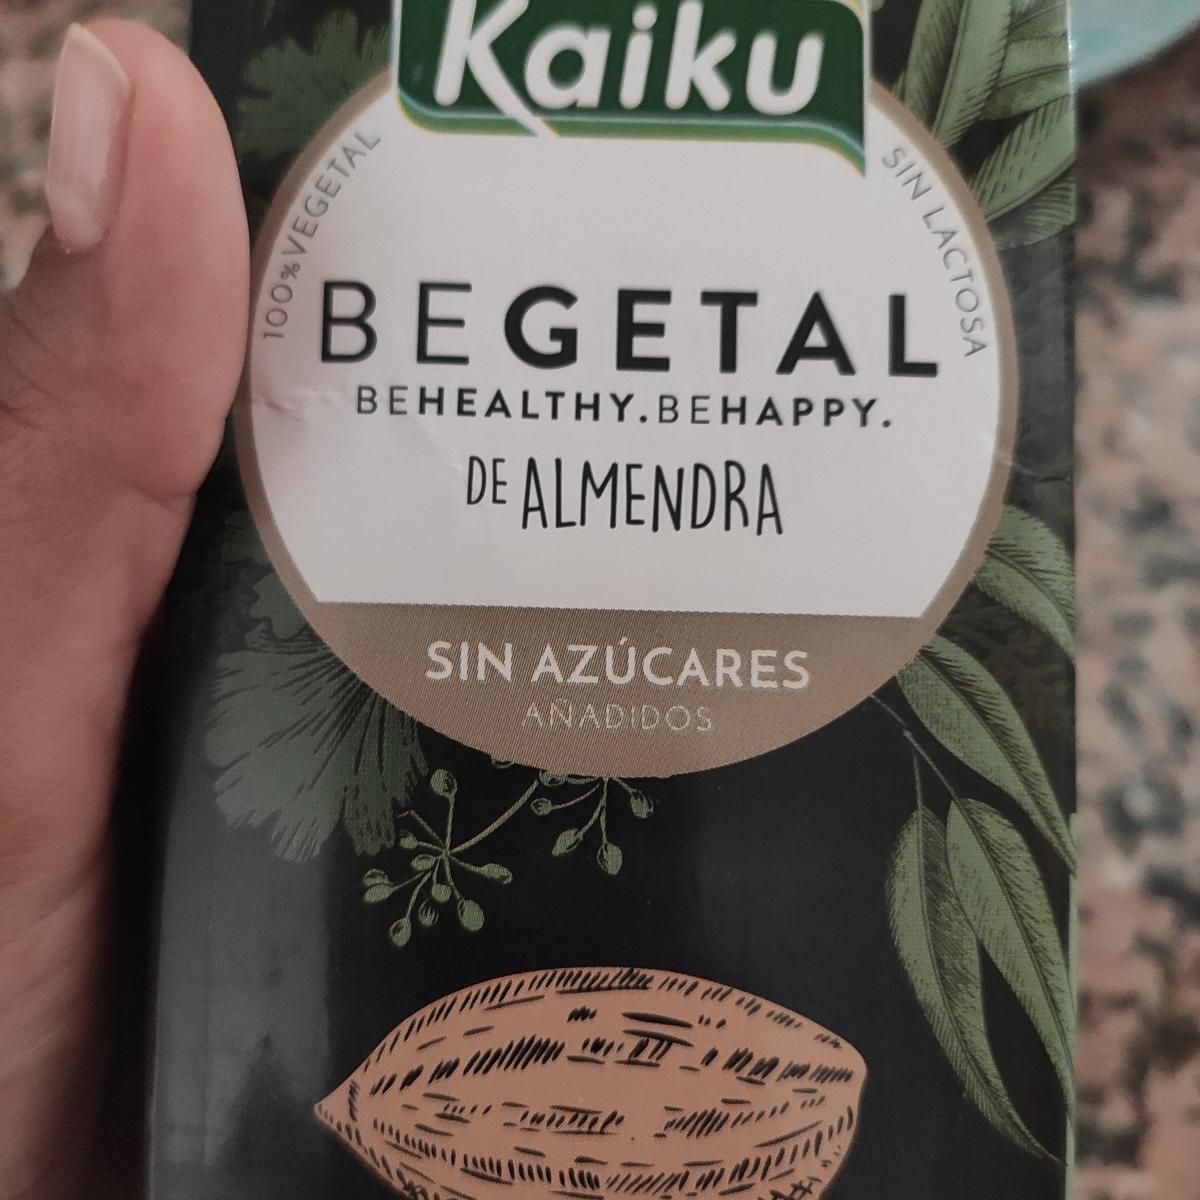 Kaiku
100% VEGETAL
SIN LACTOSA
BEGETAL
BEHEALTHY.BEHAPPY.
DE ALMENDRA
SIN AZÚCARES
AÑADIDOS